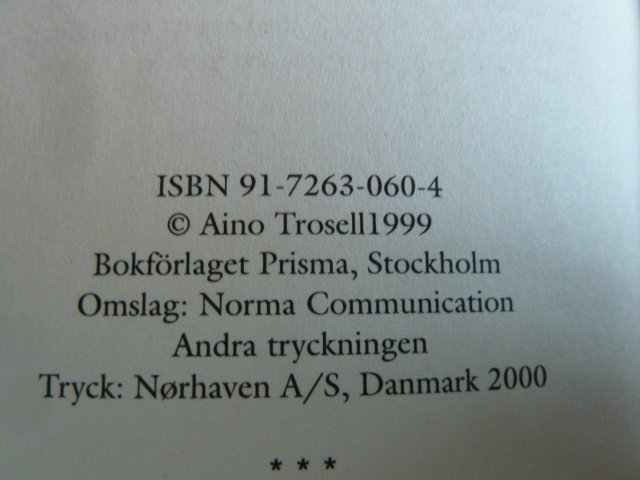 ISBN 91-7263-060-4
© Aino Trosell1999
Bokförlaget Prisma, Stockholm
Omslag: Norma Communication
Andra tryckningen
Tryck: Nørhaven A/S, Danmark 2000
* * *